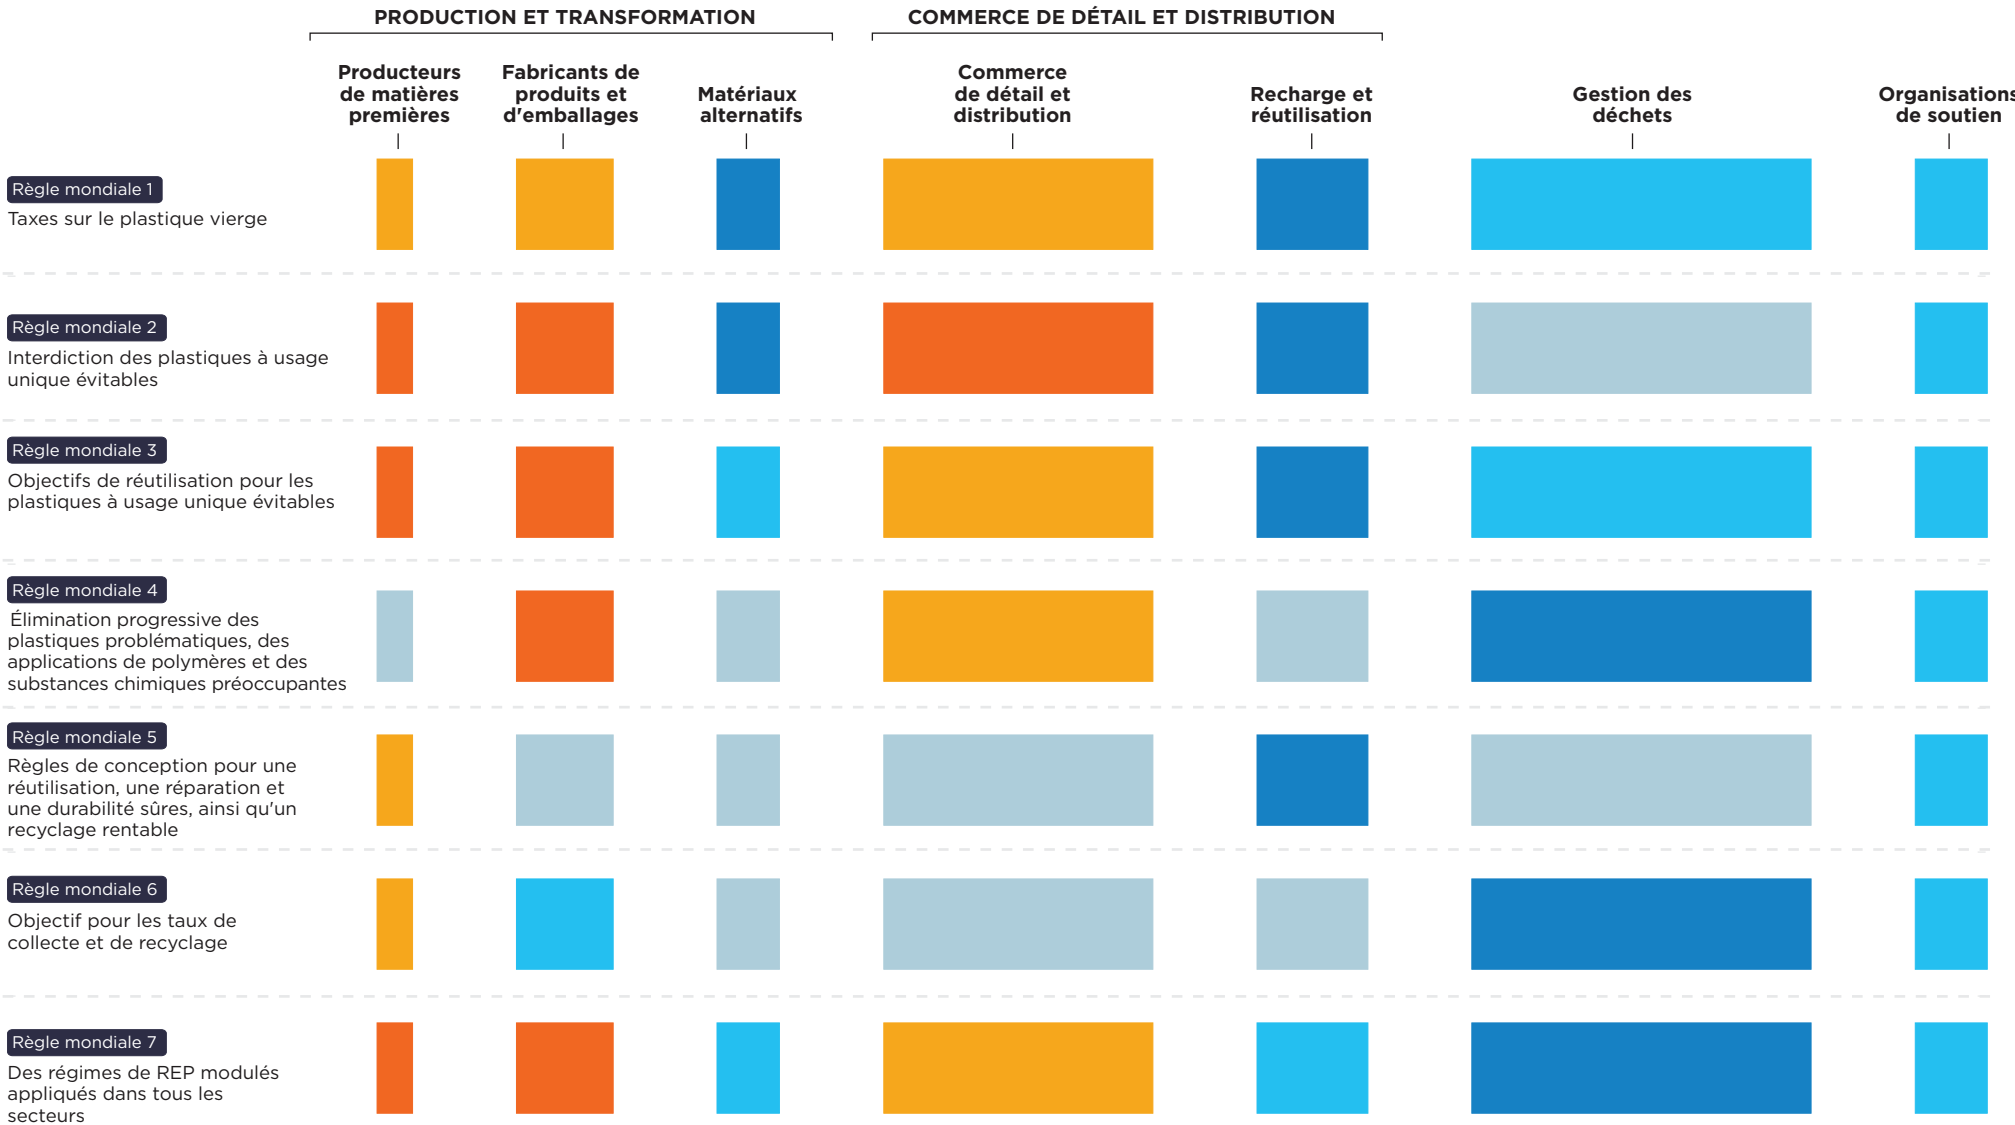 PRODUCTION ET TRANSFORMATION
COMMERCE DE DÉTAIL ET DISTRIBUTION
Producteurs
de matières
premières
Fabricants de
produits et
d'emballages
Matériaux
alternatifs
Commerce
de détail et
distribution
Recharge et
réutilisation
Gestion des
déchets
Organisations
de soutien
Règle mondiale 1
Taxes sur le plastique vierge
Règle mondiale 2
Interdiction des plastiques à usage
unique évitables
Règle mondiale 3
Objectifs de réutilisation pour les
plastiques à usage unique évitables
Règle mondiale 4
Élimination progressive des
plastiques problématiques, des
applications de polymères et des
substances chimiques préoccupantes
Règle mondiale 5
Règles de conception pour une
réutilisation, une réparation et
une durabilité sûres, ainsi qu'un
recyclage rentable
Règle mondiale 6
Objectif pour les taux de
collecte et de recyclage
Règle mondiale 7
Des régimes de REP modulés
appliqués dans tous les
secteurs